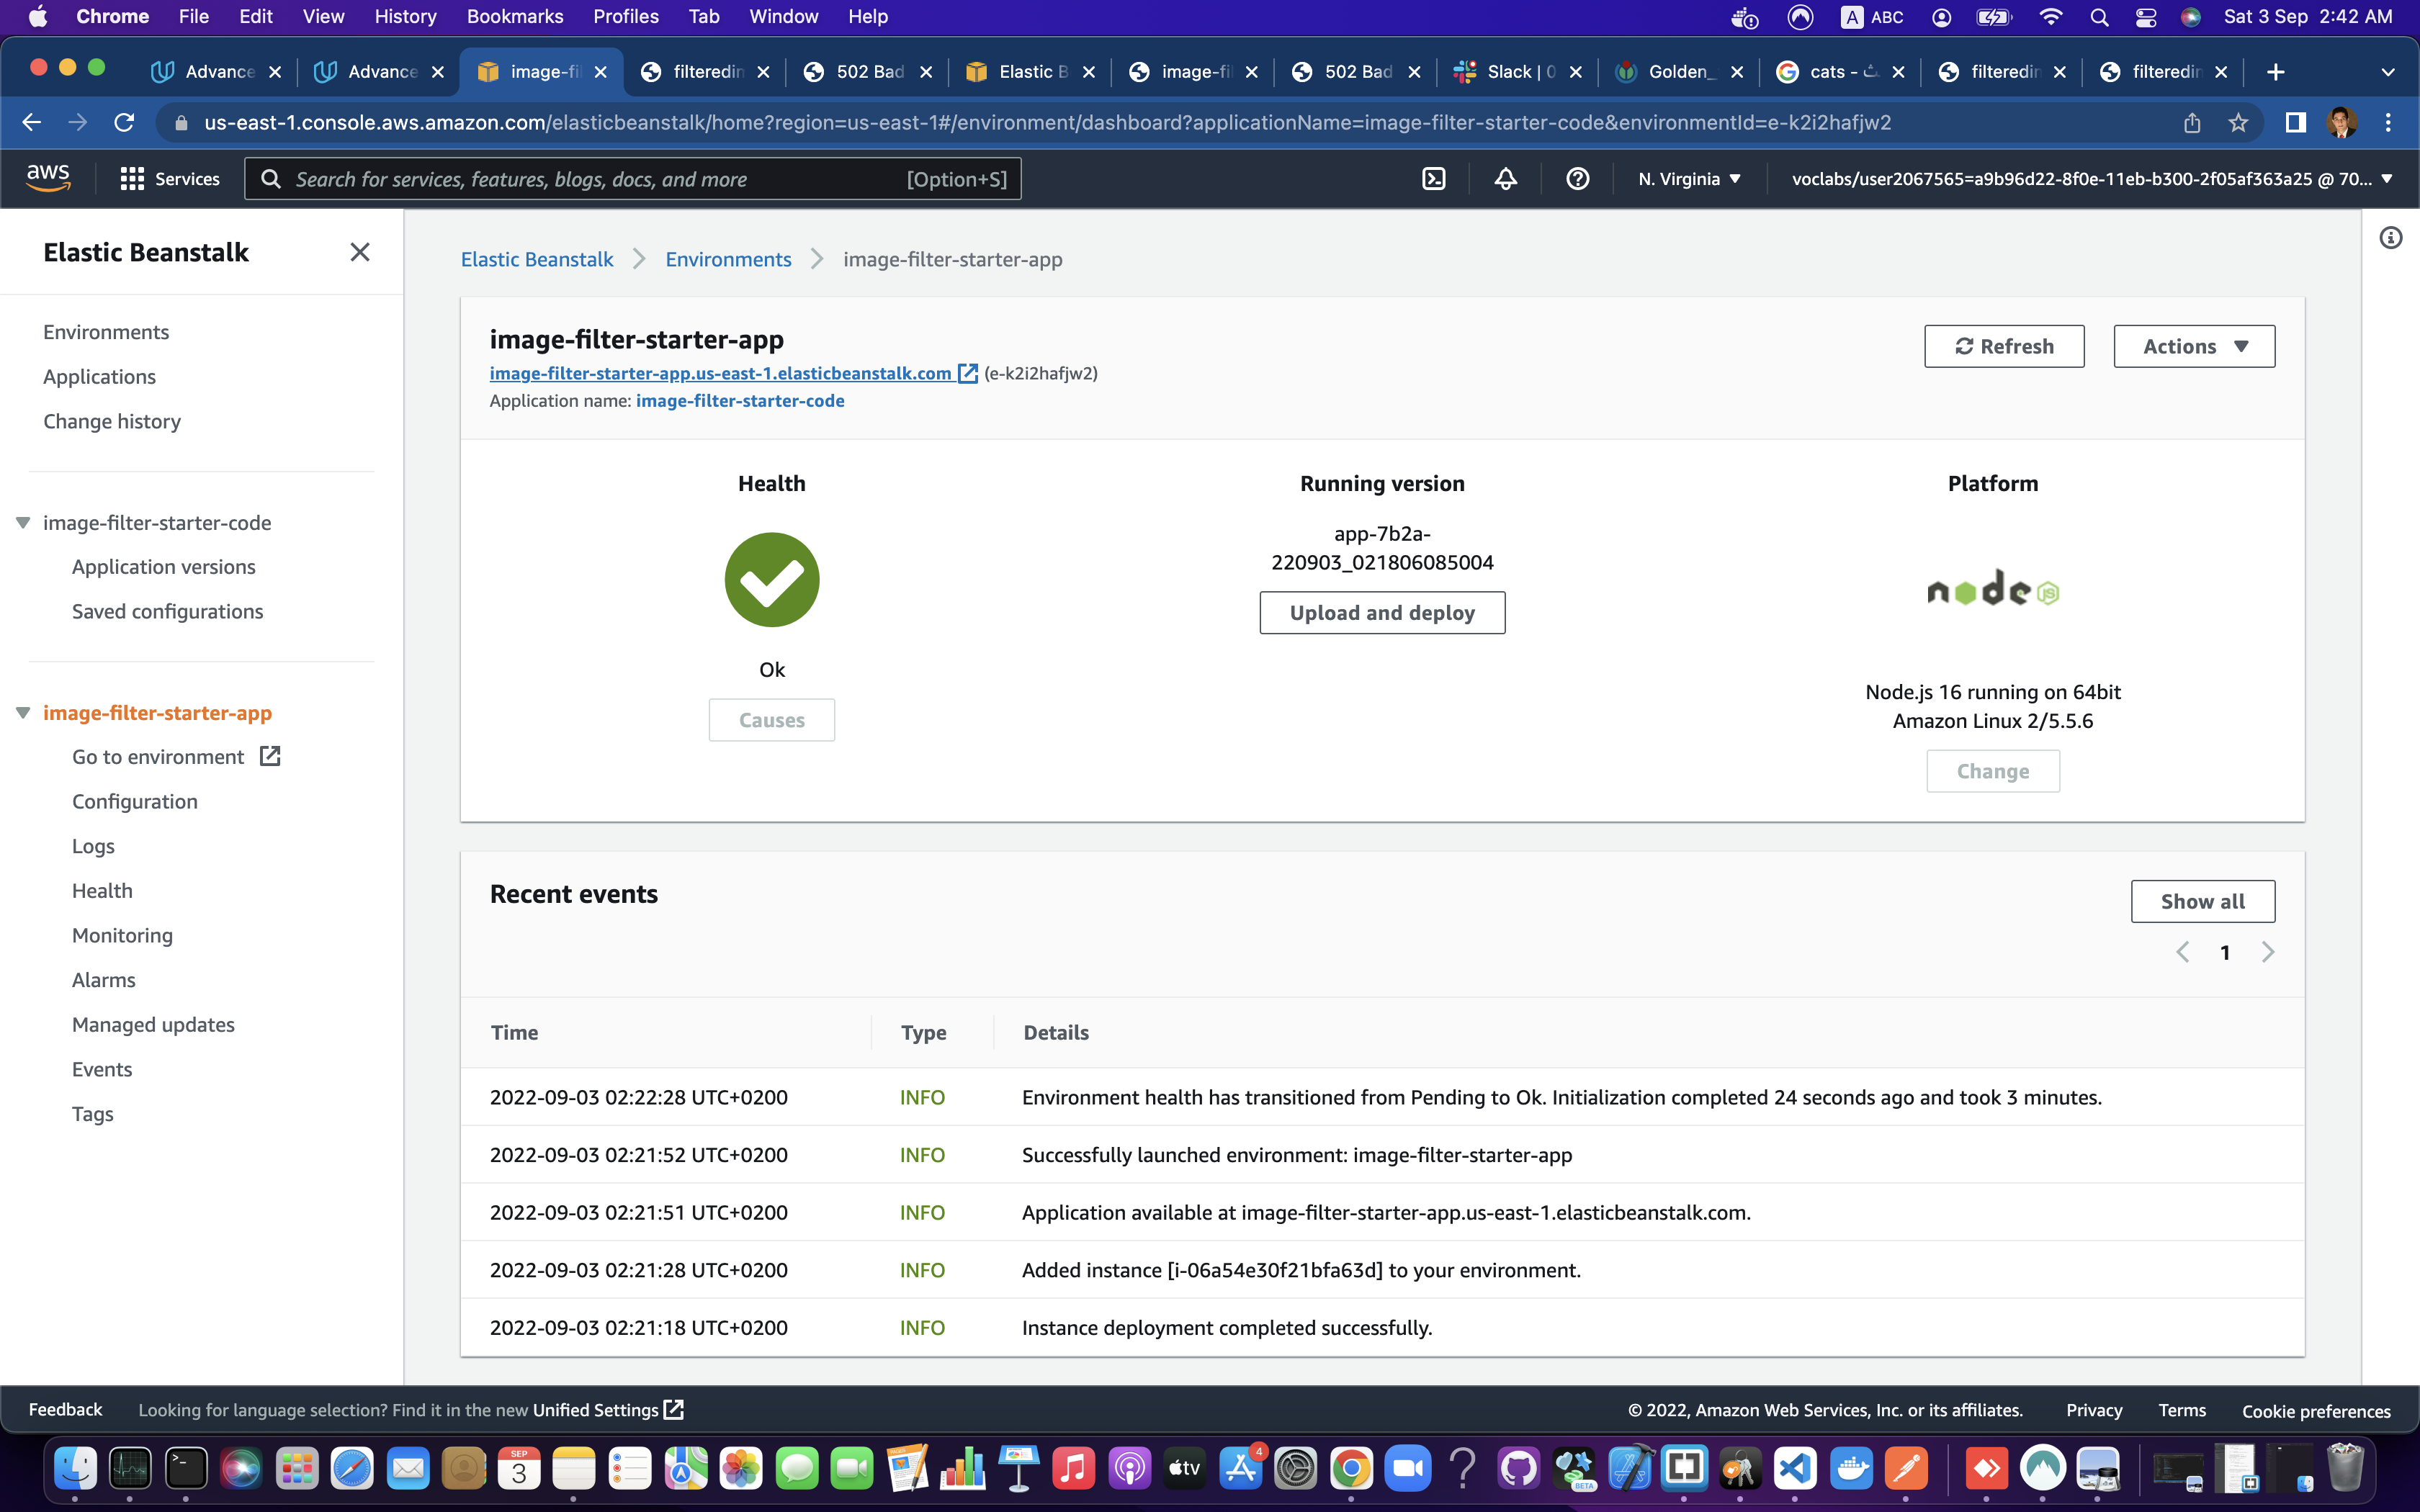 Chrome File Edit View History Bookmarks Profiles Tab Window Help A ABC Sat 3 Sep 2:42 AM
Advance image-fil filteredin 502 Bad Elastic B image-fil 502 Bad Slack | Golden_ cats - filteredin filteredin
us-east-1.console.aws.amazon.com/elasticbeanstalk/home?region=us-east-1#/environment/dashboard?applicationName=image-filter-starter-code&environmentId=e-k2i2hafjw2
aws Services Search for services, features, blogs, docs, and more [Option+S] N. Virginia voclabs/user2067565=a9b96d22-8f0e-11eb-b300-2f05af363a25 @ 70...
Elastic Beanstalk
Environments
Applications
Change history
image-filter-starter-code
Application versions
Saved configurations
image-filter-starter-app
Go to environment
Configuration
Logs
Health
Monitoring
Alarms
Managed updates
Events
Tags
Elastic Beanstalk Environments image-filter-starter-app
image-filter-starter-app
image-filter-starter-app.us-east-1.elasticbeanstalk.com (e-k2i2hafjw2)
Application name: image-filter-starter-code
Refresh Actions
Health
Ok
Causes
Running version
app-7b2a-
220903_021806085004
Upload and deploy
Platform
node JS
Node.js 16 running on 64bit
Amazon Linux 2/5.5.6
Change
Recent events
Show all
1
Time Type Details
2022-09-03 02:22:28 UTC+0200 INFO Environment health has transitioned from Pending to Ok. Initialization completed 24 seconds ago and took 3 minutes.
2022-09-03 02:21:52 UTC+0200 INFO Successfully launched environment: image-filter-starter-app
2022-09-03 02:21:51 UTC+0200 INFO Application available at image-filter-starter-app.us-east-1.elasticbeanstalk.com.
2022-09-03 02:21:28 UTC+0200 INFO Added instance [i-06a54e30f21bfa63d] to your environment.
2022-09-03 02:21:18 UTC+0200 INFO Instance deployment completed successfully.
Feedback Looking for language selection? Find it in the new Unified Settings © 2022, Amazon Web Services, Inc. or its affiliates. Privacy Terms Cookie preferences
SEP
3
tv
4
BETA